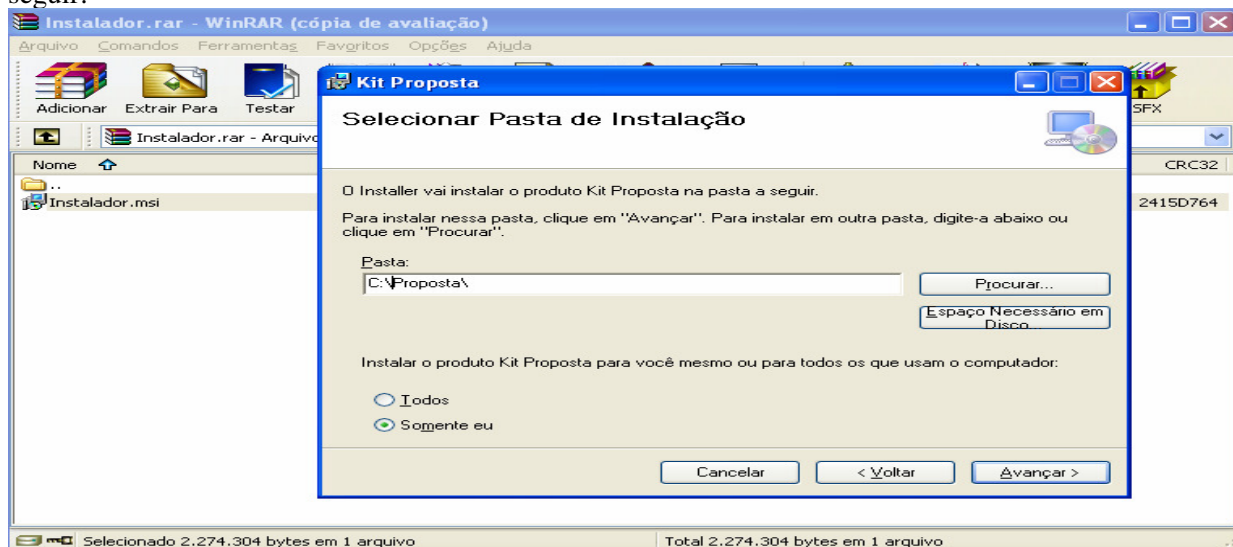 seguir:
Instalador.rar - WinRAR (cópia de avaliação)
Arquivo Comandos Ferramentas Favoritos Opções Ajuda
Adicionar Extrair Para Testar
SFX
Instalador.rar - Arquivo
Nome
CRC32
..
Instalador.msi
2415D764
Kit Proposta
Selecionar Pasta de Instalação
O Installer vai instalar o produto Kit Proposta na pasta a seguir.
Para instalar nessa pasta, clique em "Avançar". Para instalar em outra pasta, digite-a abaixo ou
clique em "Procurar".
Pasta:
C:\Proposta\
Procurar...
Espaço Necessário em
Disco...
Instalar o produto Kit Proposta para você mesmo ou para todos os que usam o computador:
Todos
Somente eu
Cancelar < Voltar Avançar >
Selecionado 2.274.304 bytes em 1 arquivo
Total 2.274.304 bytes em 1 arquivo